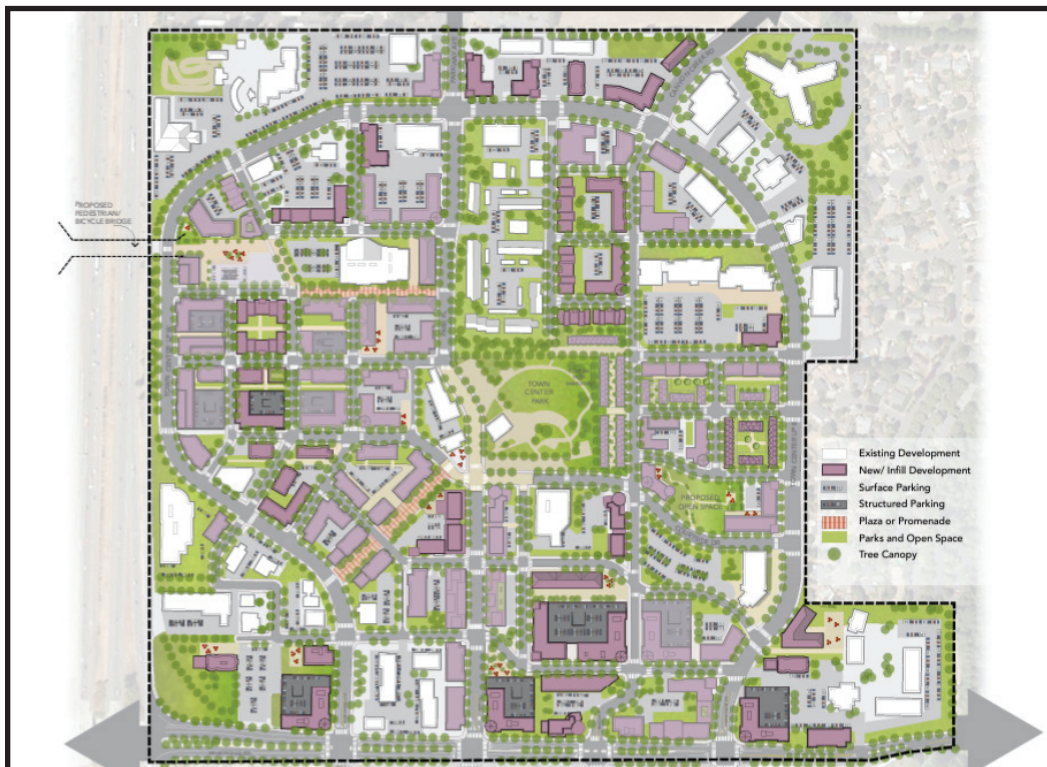 PROPOSED
PEDESTRIAN/
BICYCLE BRIDGE
TOWN
CENTER
PARK
PROPOSED
OPEN SPACE
Existing Development
New/ Infill Development
Surface Parking
Structured Parking
Plaza or Promenade
Parks and Open Space
Tree Canopy